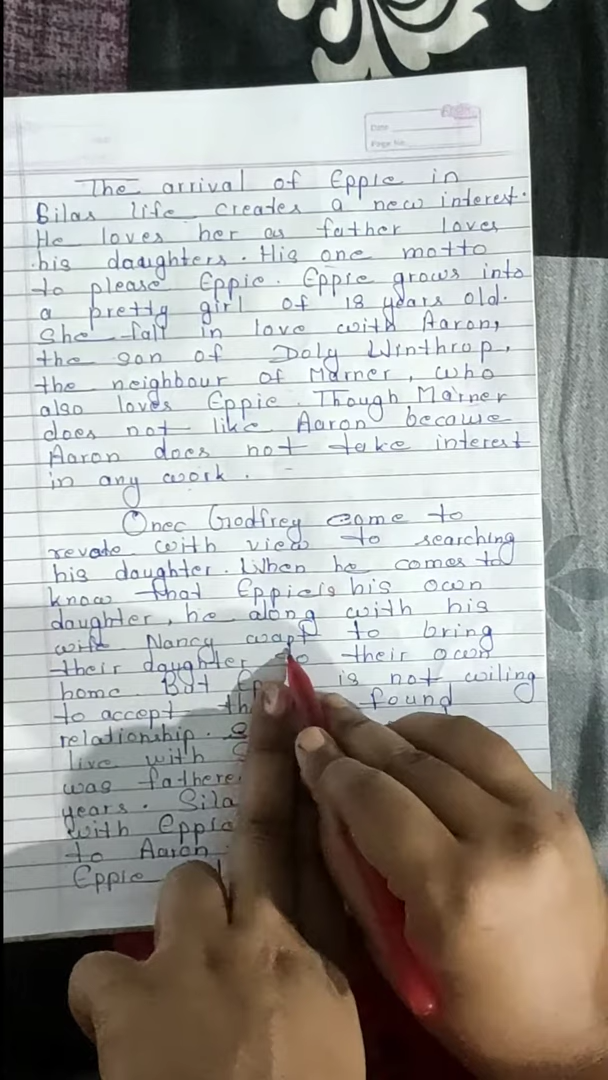 Date
Page No.
The arrival of Eppie in
Silas life creates a new interest.
He loves her as father loves
his daaughters. His one motto
to please Eppie. Eppie grows into
a pretty girl of 18 years old.
She fall in love with Aaron,
the son of Doly Winthrop,
the neighbour of Marner, who
also loves Eppie. Though Marner
does not like Aaron because
Aaron does not take interest
in any work.
Onec Godfrey came to
revate with view to searching
his daughter. When he comes to
know that Eppie is his own
daughter, he along with his
wife Nancy want to bring
their daughter to their own
home But is not wiling
to accept found
relationship.
live with
was
years.
with Eppie
to Aaron
Eppie